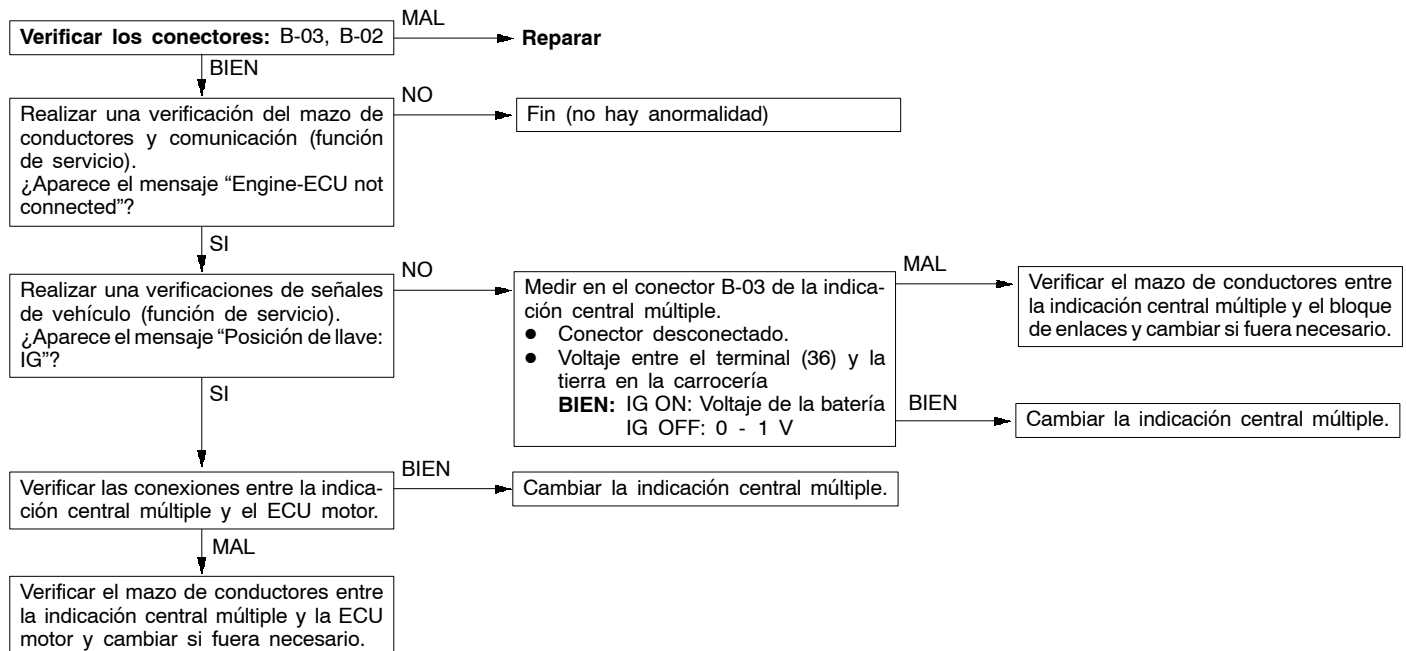 Verificar los conectores: B-03, B-02
MAL
Reparar
BIEN
Realizar una verificación del mazo de
conductores y comunicación (función
de servicio).
¿Aparece el mensaje “Engine-ECU not
connected”?
NO
Fin (no hay anormalidad)
SI
Realizar una verificaciones de señales
de vehículo (función de servicio).
¿Aparece el mensaje “Posición de llave:
IG”?
NO
Medir en el conector B-03 de la indica-
ción central múltiple.
● Conector desconectado.
● Voltaje entre el terminal (36) y la
tierra en la carrocería
BIEN: IG ON: Voltaje de la batería
IG OFF: 0 - 1 V
MAL
Verificar el mazo de conductores entre
la indicación central múltiple y el bloque
de enlaces y cambiar si fuera necesario.
BIEN
Cambiar la indicación central múltiple.
SI
Verificar las conexiones entre la indica-
ción central múltiple y el ECU motor.
BIEN
Cambiar la indicación central múltiple.
MAL
Verificar el mazo de conductores entre
la indicación central múltiple y la ECU
motor y cambiar si fuera necesario.